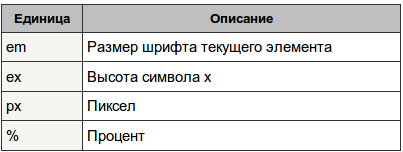 Единица Описание
em Размер шрифта текущего элемента
ex Высота символа x
px Пиксел
% Процент